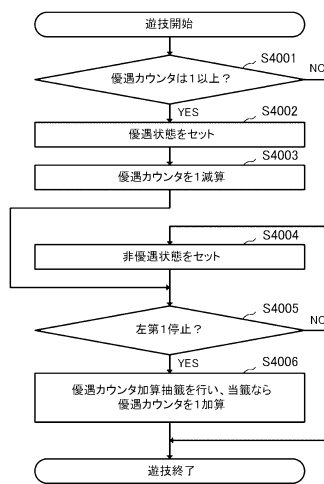 遊技開始
S4001
優遇カウンタは1以上？
NO
YES
S4002
優遇状態をセット
S4003
優遇カウンタを1減算
S4004
非優遇状態をセット
S4005
左第1停止？
NO
YES
S4006
優遇カウンタ加算抽籤を行い、当籤なら
優遇カウンタを1加算
遊技終了